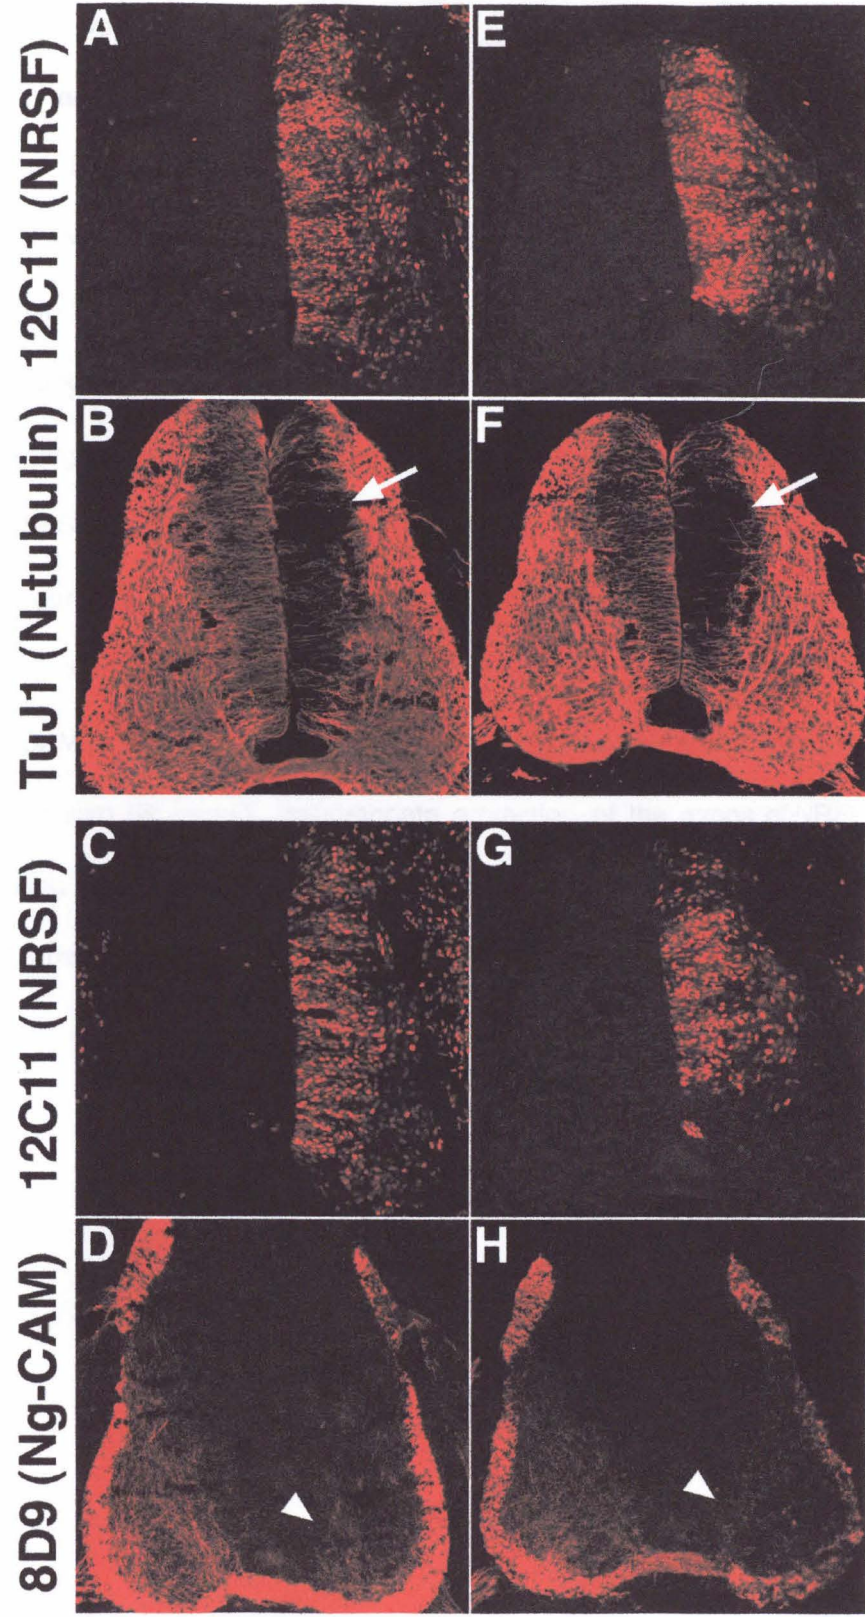 12C11 (NRSF)
A
E
TuJ1 (N-tubulin)
B
F
12C11 (NRSF)
C
G
8D9 (Ng-CAM)
D
H